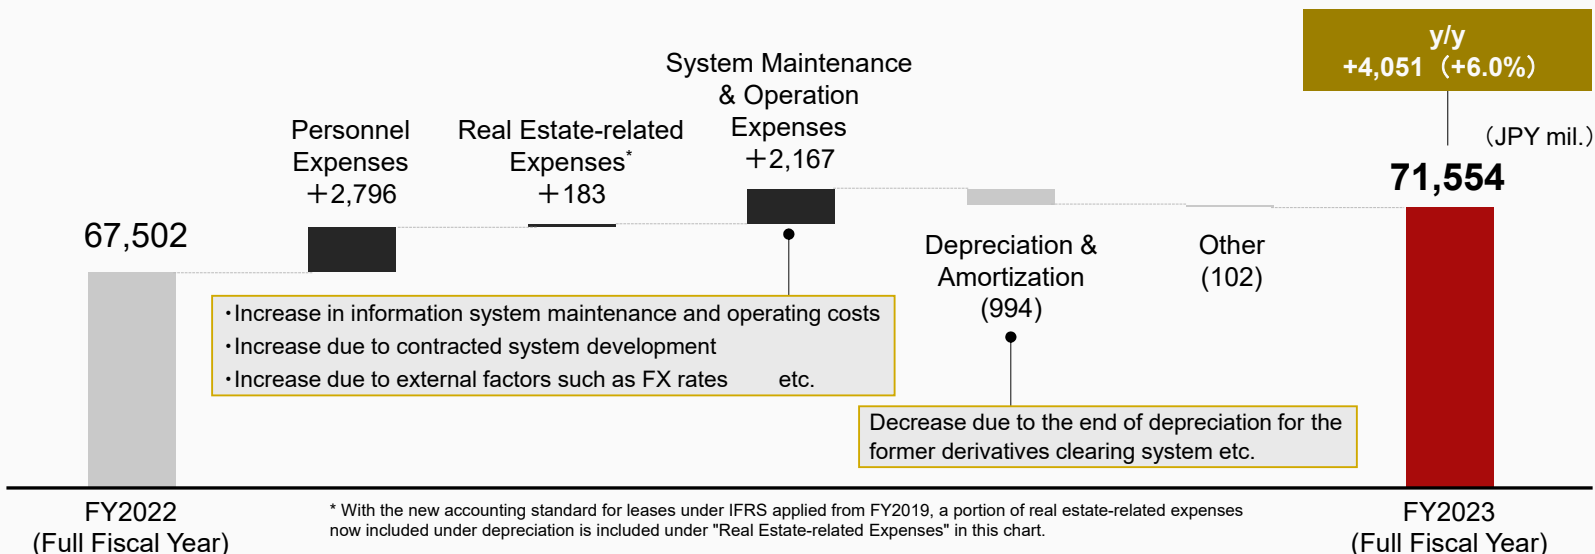 y/y
+4,051（+6.0%）
（JPY mil.）
67,502
Personnel
Expenses
＋2,796
Real Estate-related
Expenses*
＋183
System Maintenance
& Operation
Expenses
＋2,167
Depreciation &
Amortization
(994)
Other
(102)
71,554
・Increase in information system maintenance and operating costs
・Increase due to contracted system development
・Increase due to external factors such as FX rates etc.
Decrease due to the end of depreciation for the
former derivatives clearing system etc.
FY2022
(Full Fiscal Year)
* With the new accounting standard for leases under IFRS applied from FY2019, a portion of real estate-related expenses
now included under depreciation is included under "Real Estate-related Expenses" in this chart.
FY2023
(Full Fiscal Year)